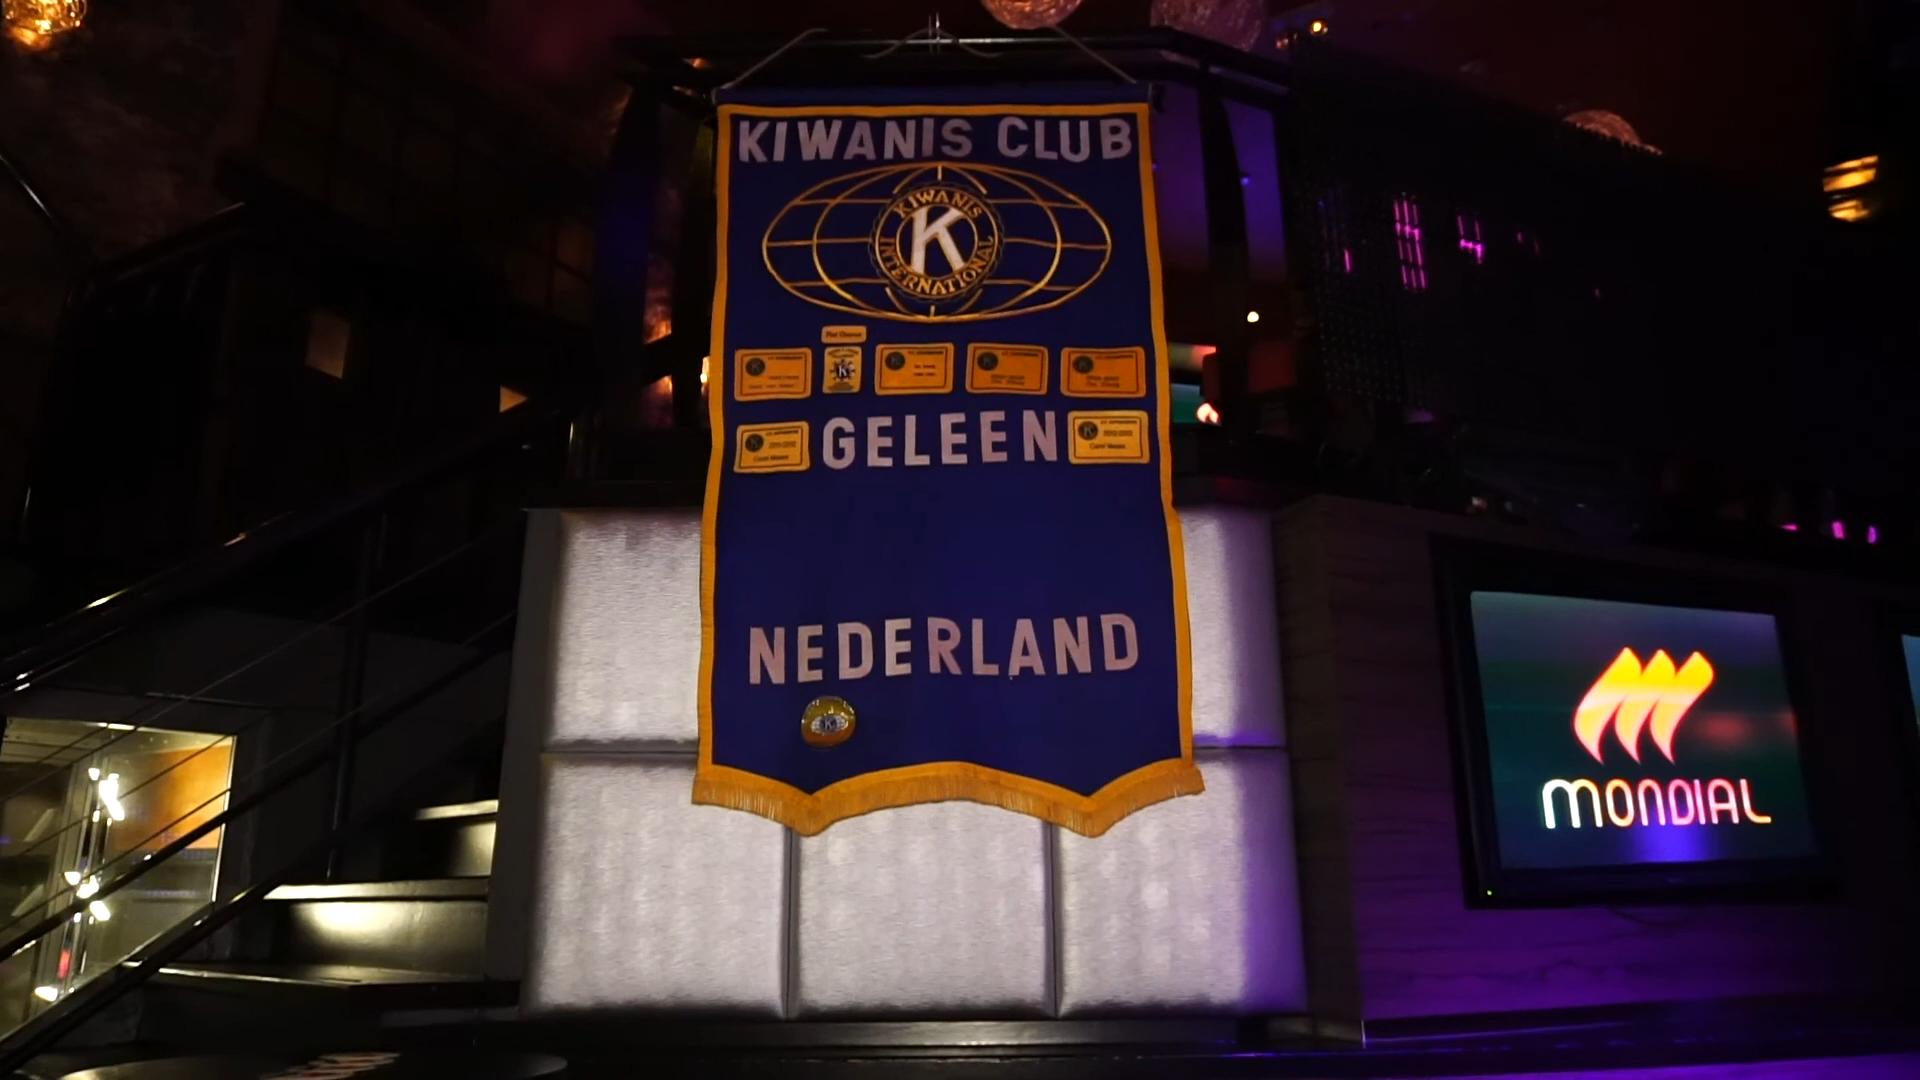 KIWANIS CLUB
KIWANIS
K
INTERNATIONAL
GELEEN
NEDERLAND
MONDIAL